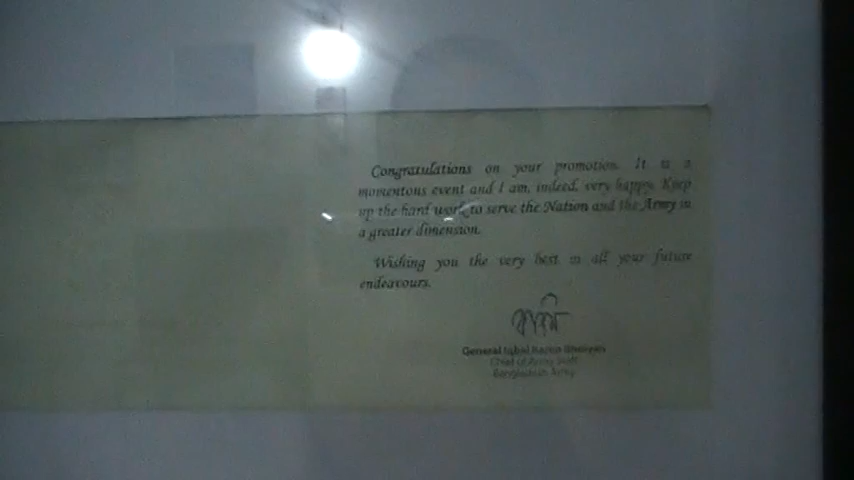 Congratulations on your promotion. It is a
momentous event and I am, indeed, very happy. Keep
up the hard work to serve the Nation and the Army in
a greater dimension.
Wishing you the very best in all your future
endeavours.
General Iqbal Karim Bhuiyan
Chief of Army Staff
Bangladesh Army